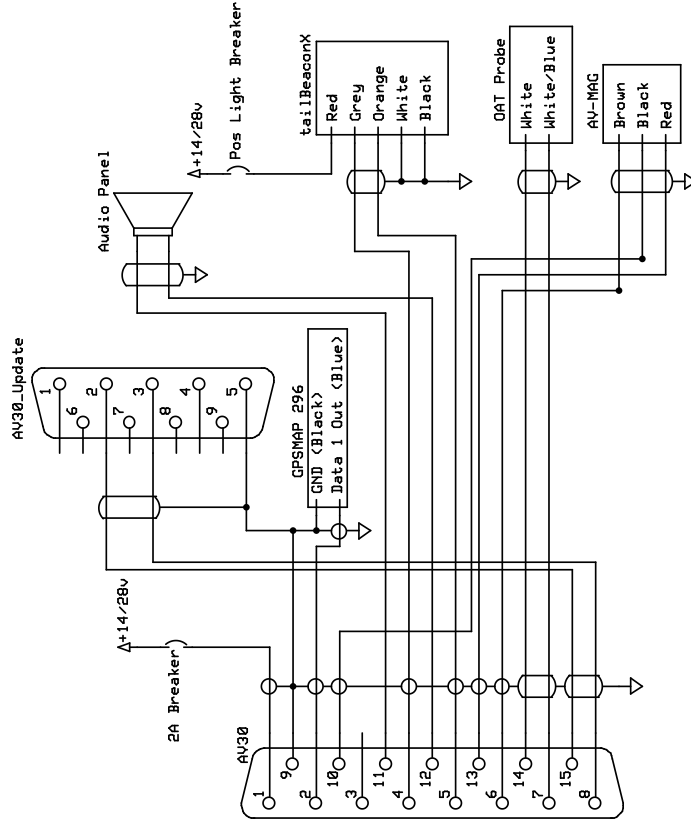 Audio Panel
+14/28v
Pos Light Breaker
tailBeaconX
Red
Grey
Orange
White
Black
OAT Probe
White
White/Blue
AV-MAG
Brown
Black
Red
AV30_Update
1
2
3
4
5
6
7
8
9
GPSMAP 296
GND (Black)
Data 1 Out (Blue)
+14/28v
2A Breaker
AV30
1
9
2
10
3
11
4
12
5
13
6
14
7
15
8